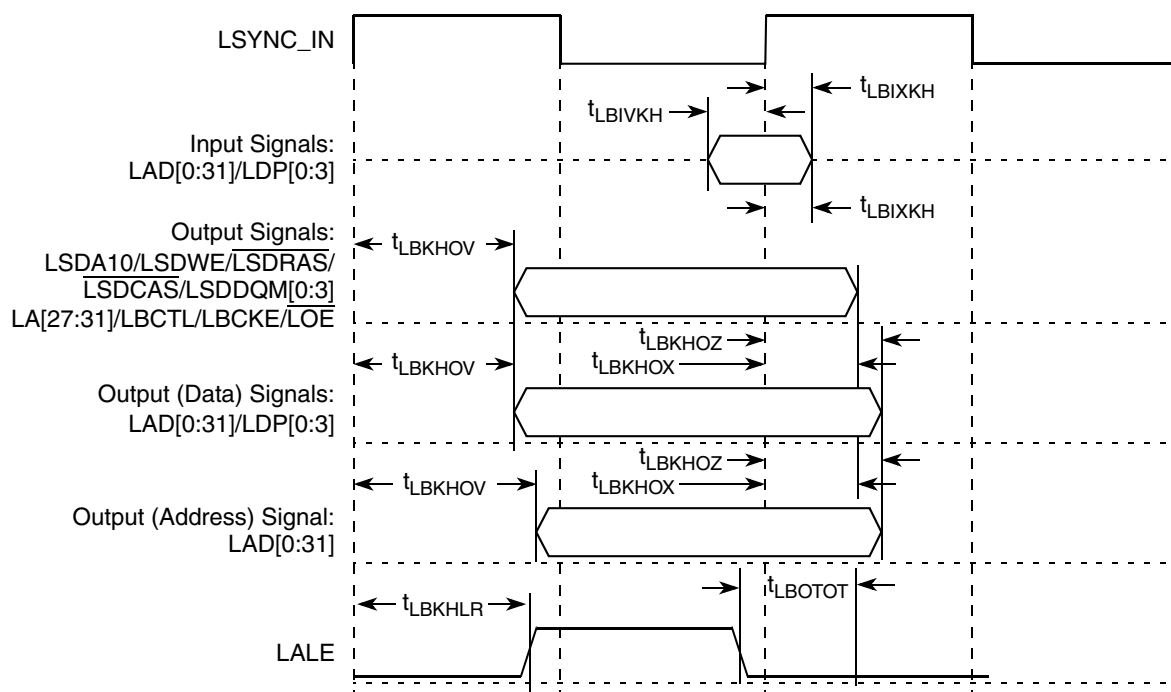 LSYNC_IN
tLBIXKH
tLBIVKH
Input Signals:
LAD[0:31]/LDP[0:3]
tLBIXKH
Output Signals:
tLBKHOV
LSDA10/LSDWE/LSDRAS/
LSDCAS/LSDDQM[0:3]
LA[27:31]/LBCTL/LBCKE/LOE
tLBKHOZ
tLBKHOV
tLBKHOX
Output (Data) Signals:
LAD[0:31]/LDP[0:3]
tLBKHOZ
tLBKHOV
tLBKHOX
Output (Address) Signal:
LAD[0:31]
tLBOTOT
tLBKHLR
LALE